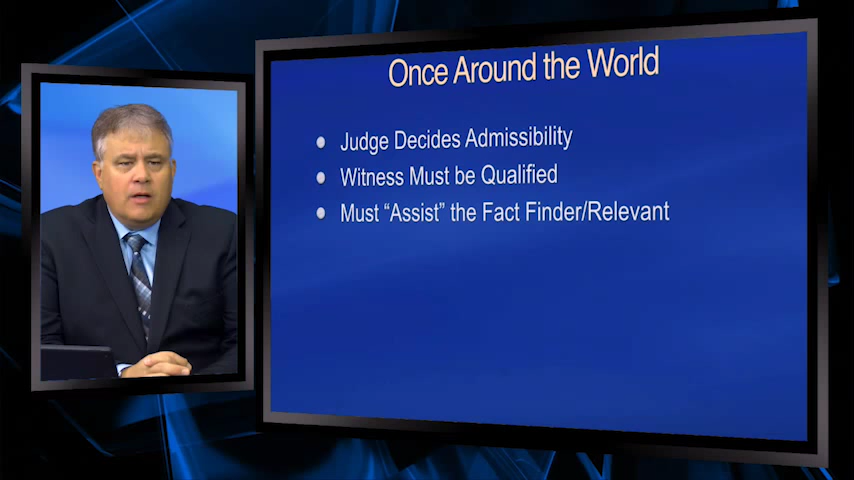 Once Around the World
Judge Decides Admissibility
Witness Must be Qualified
Must “Assist” the Fact Finder/Relevant